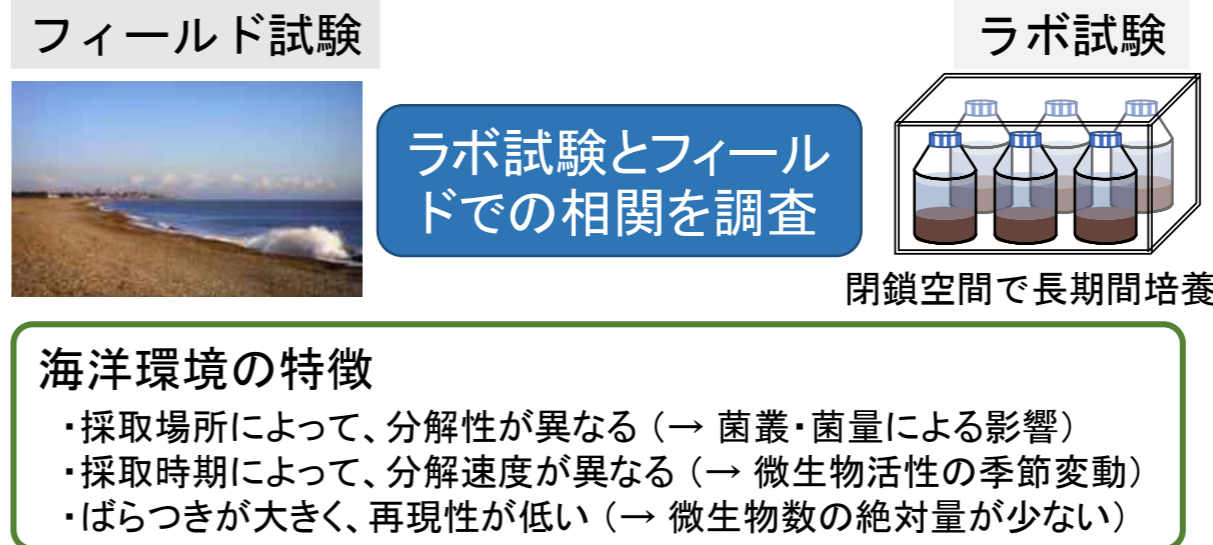 フィールド試験
ラボ試験
ラボ試験とフィール
ドでの相関を調査
閉鎖空間で長期間培養
海洋環境の特徴
・採取場所によって、分解性が異なる（→ 菌叢・菌量による影響）
・採取時期によって、分解速度が異なる（→ 微生物活性の季節変動）
・ばらつきが大きく、再現性が低い（→ 微生物数の絶対量が少ない）